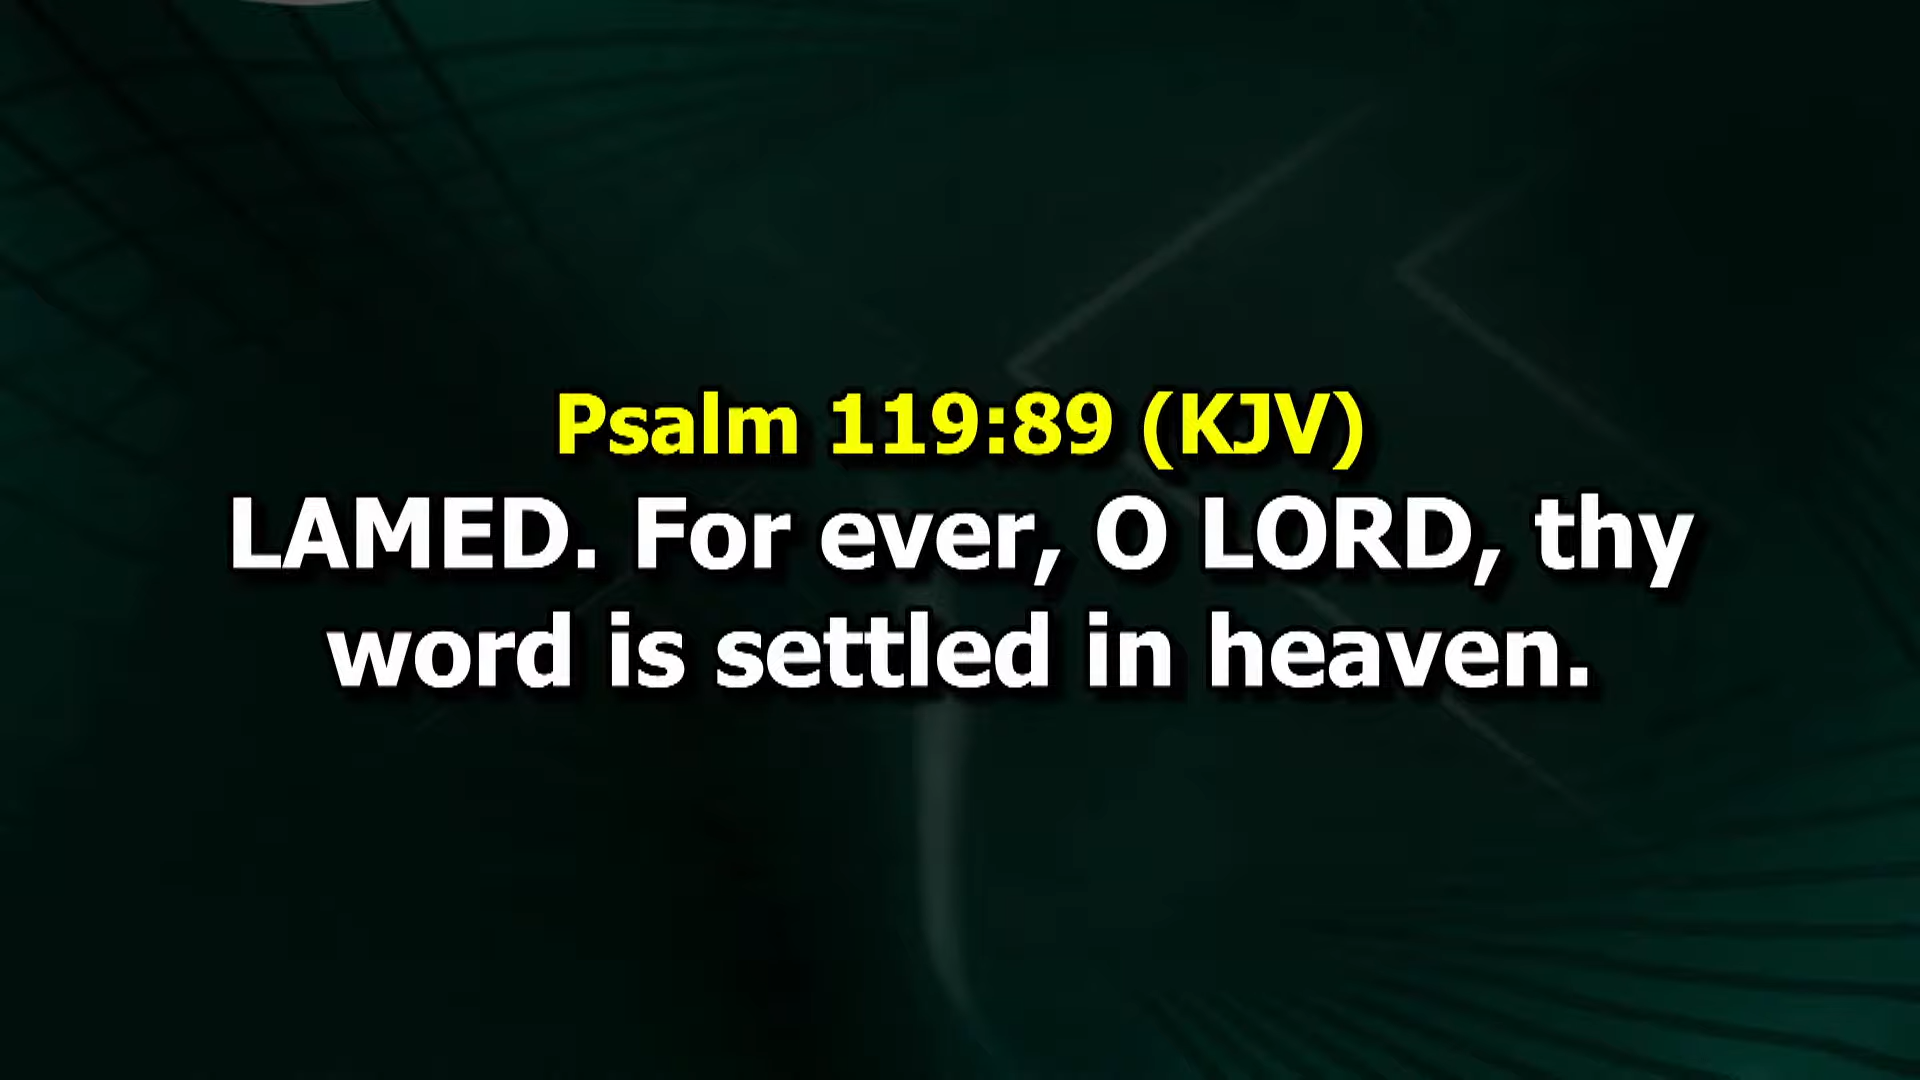 Psalm 119:89 (KJV)
LAMED. For ever, O LORD, thy
word is settled in heaven.